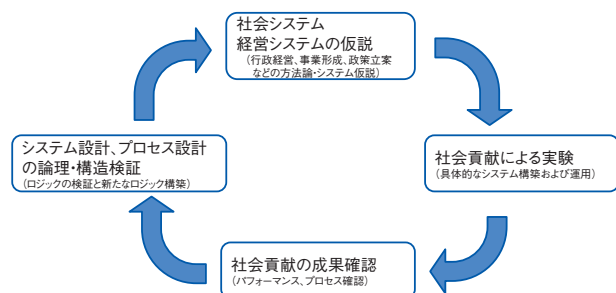 社会システム
経営システムの仮説
（行政経営、事業形成、政策立案
などの方法論・システム仮説）
社会貢献による実験
（具体的なシステム構築および運用）
社会貢献の成果確認
（パフォーマンス、プロセス確認）
システム設計、プロセス設計
の論理・構造検証
（ロジックの検証と新たなロジック構築）